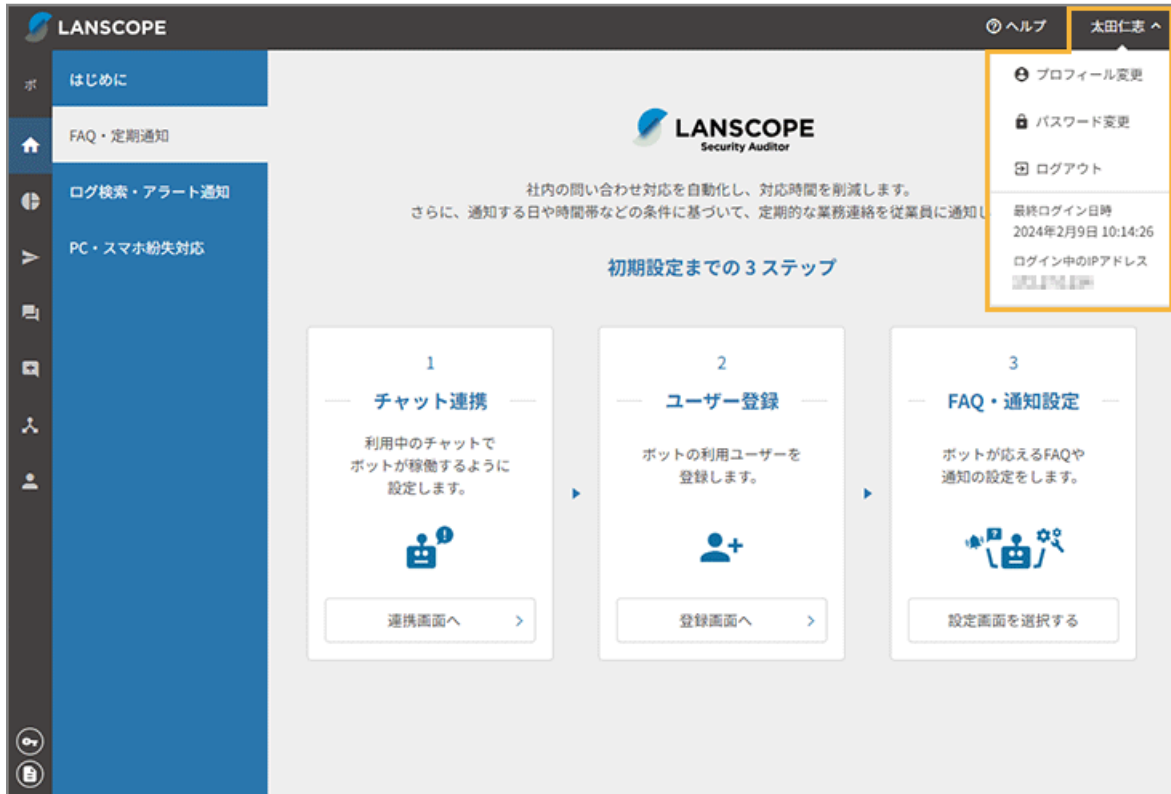 LANSCOPE
ヘルプ
太田仁志
ボ
はじめに
FAQ・定期通知
ログ検索・アラート通知
PC・スマホ紛失対応
プロフィール変更
パスワード変更
ログアウト
最終ログイン日時
2024年2月9日 10:14:26
ログイン中のIPアドレス
LANSCOPE
Security Auditor
社内の問い合わせ対応を自動化し、対応時間を削減します。
さらに、通知する日や時間帯などの条件に基づいて、定期的な業務連絡を従業員に通知し
初期設定までの3ステップ
1
チャット連携
利用中のチャットで
ボットが稼働するように
設定します。
連携画面へ
2
ユーザー登録
ボットの利用ユーザーを
登録します。
登録画面へ
3
FAQ・通知設定
ボットが応えるFAQや
通知の設定をします。
設定画面を選択する